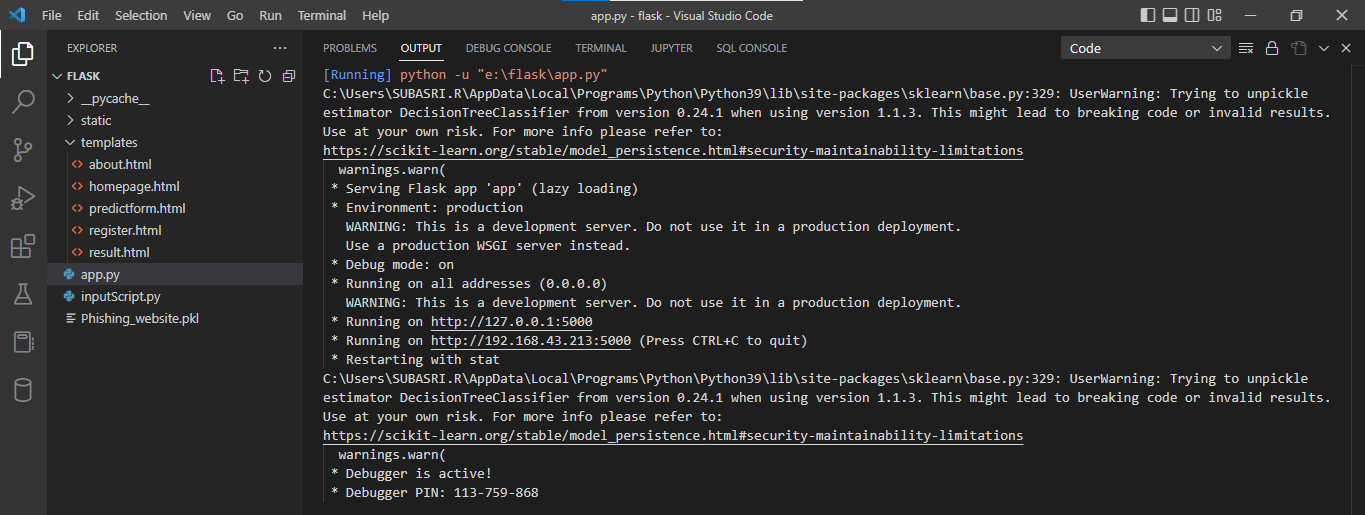 File Edit Selection View Go Run Terminal Help app.py - flask - Visual Studio Code
EXPLORER
FLASK
__pycache__
static
templates
about.html
homepage.html
predictform.html
register.html
result.html
app.py
inputScript.py
Phishing_website.pkl
PROBLEMS OUTPUT DEBUG CONSOLE TERMINAL JUPYTER SQL CONSOLE Code
[Running] python -u "e:\flask\app.py"
C:\Users\SUBASRI.R\AppData\Local\Programs\Python\Python39\lib\site-packages\sklearn\base.py:329: UserWarning: Trying to unpickle
estimator DecisionTreeClassifier from version 0.24.1 when using version 1.1.3. This might lead to breaking code or invalid results.
Use at your own risk. For more info please refer to:
https://scikit-learn.org/stable/model_persistence.html#security-maintainability-limitations
warnings.warn(
* Serving Flask app 'app' (lazy loading)
* Environment: production
WARNING: This is a development server. Do not use it in a production deployment.
Use a production WSGI server instead.
* Debug mode: on
* Running on all addresses (0.0.0.0)
WARNING: This is a development server. Do not use it in a production deployment.
* Running on http://127.0.0.1:5000
* Running on http://192.168.43.213:5000 (Press CTRL+C to quit)
* Restarting with stat
C:\Users\SUBASRI.R\AppData\Local\Programs\Python\Python39\lib\site-packages\sklearn\base.py:329: UserWarning: Trying to unpickle
estimator DecisionTreeClassifier from version 0.24.1 when using version 1.1.3. This might lead to breaking code or invalid results.
Use at your own risk. For more info please refer to:
https://scikit-learn.org/stable/model_persistence.html#security-maintainability-limitations
warnings.warn(
* Debugger is active!
* Debugger PIN: 113-759-868